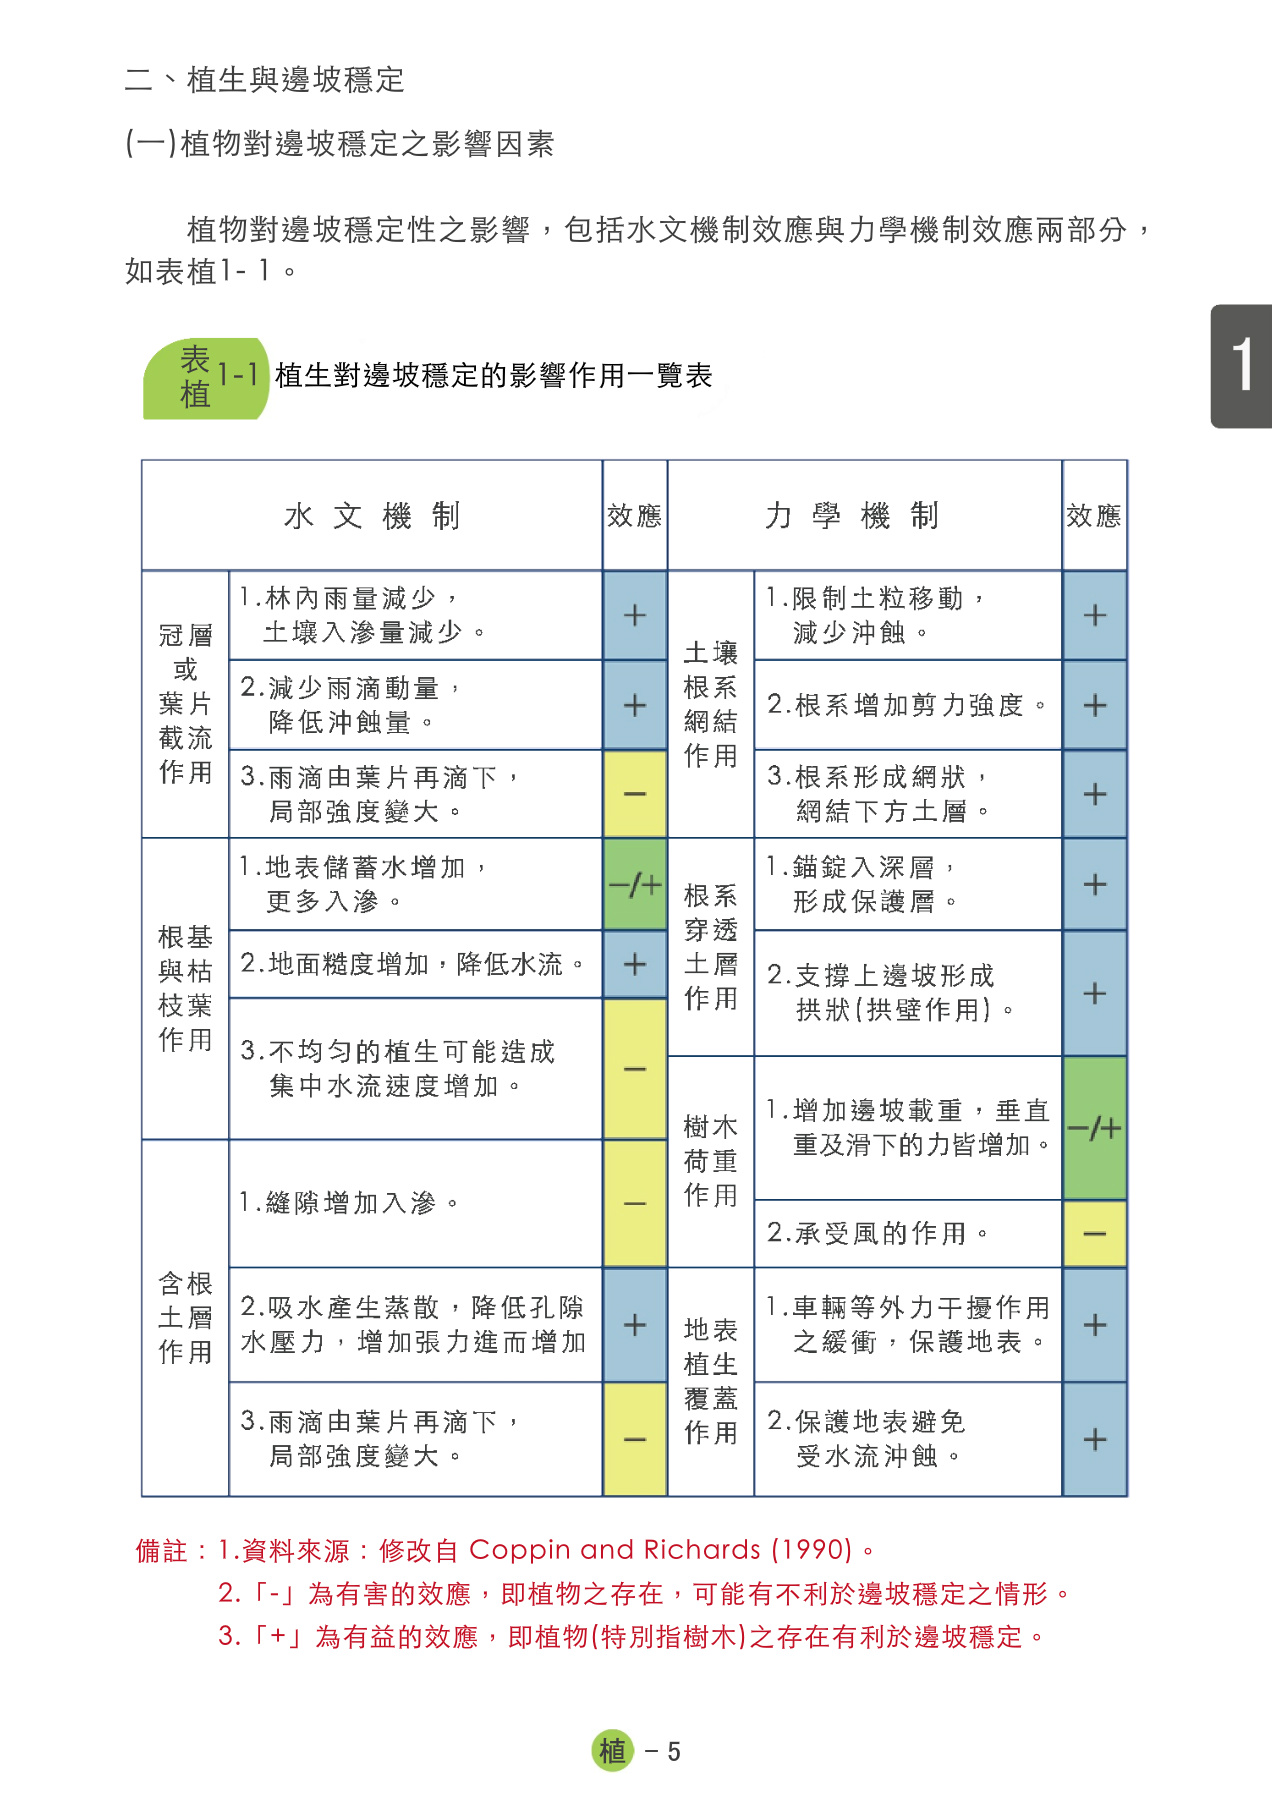 二、植生與邊坡穩定
(一)植物對邊坡穩定之影響因素
植物對邊坡穩定性之影響，包括水文機制效應與力學機制效應兩部分，
如表植1- 1。
1
表植1-1 植生對邊坡穩定的影響作用一覽表
水文機制 效應 力學機制 效應
冠層
或
葉片
截流
作用
1.林內雨量減少，
土壤入滲量減少。
+
2.減少雨滴動量，
降低沖蝕量。
+
3.雨滴由葉片再滴下，
局部強度變大。
−
根基
與枯
枝葉
作用
1.地表儲蓄水增加，
更多入滲。
−/+
2.地面糙度增加，降低水流。
+
3.不均勻的植生可能造成
集中水流速度增加。
−
含根
土層
作用
1.縫隙增加入滲。
−
2.吸水產生蒸散，降低孔隙
水壓力，增加張力進而增加
+
3.雨滴由葉片再滴下，
局部強度變大。
−
土壤
根系
網結
作用
1.限制土粒移動，
減少沖蝕。
+
2.根系增加剪力強度。
+
3.根系形成網狀，
網結下方土層。
+
根系
穿透
土層
作用
1.錨錠入深層，
形成保護層。
+
2.支撐上邊坡形成
拱狀(拱壁作用)。
+
樹木
荷重
作用
1.增加邊坡載重，垂直
重及滑下的力皆增加。
−/+
2.承受風的作用。
−
地表
植生
覆蓋
作用
1.車輛等外力干擾作用
之緩衝，保護地表。
+
2.保護地表避免
受水流沖蝕。
+
備註：1.資料來源：修改自 Coppin and Richards (1990)。
2.「-」為有害的效應，即植物之存在，可能有不利於邊坡穩定之情形。
3.「+」為有益的效應，即植物(特別指樹木)之存在有利於邊坡穩定。
植 – 5